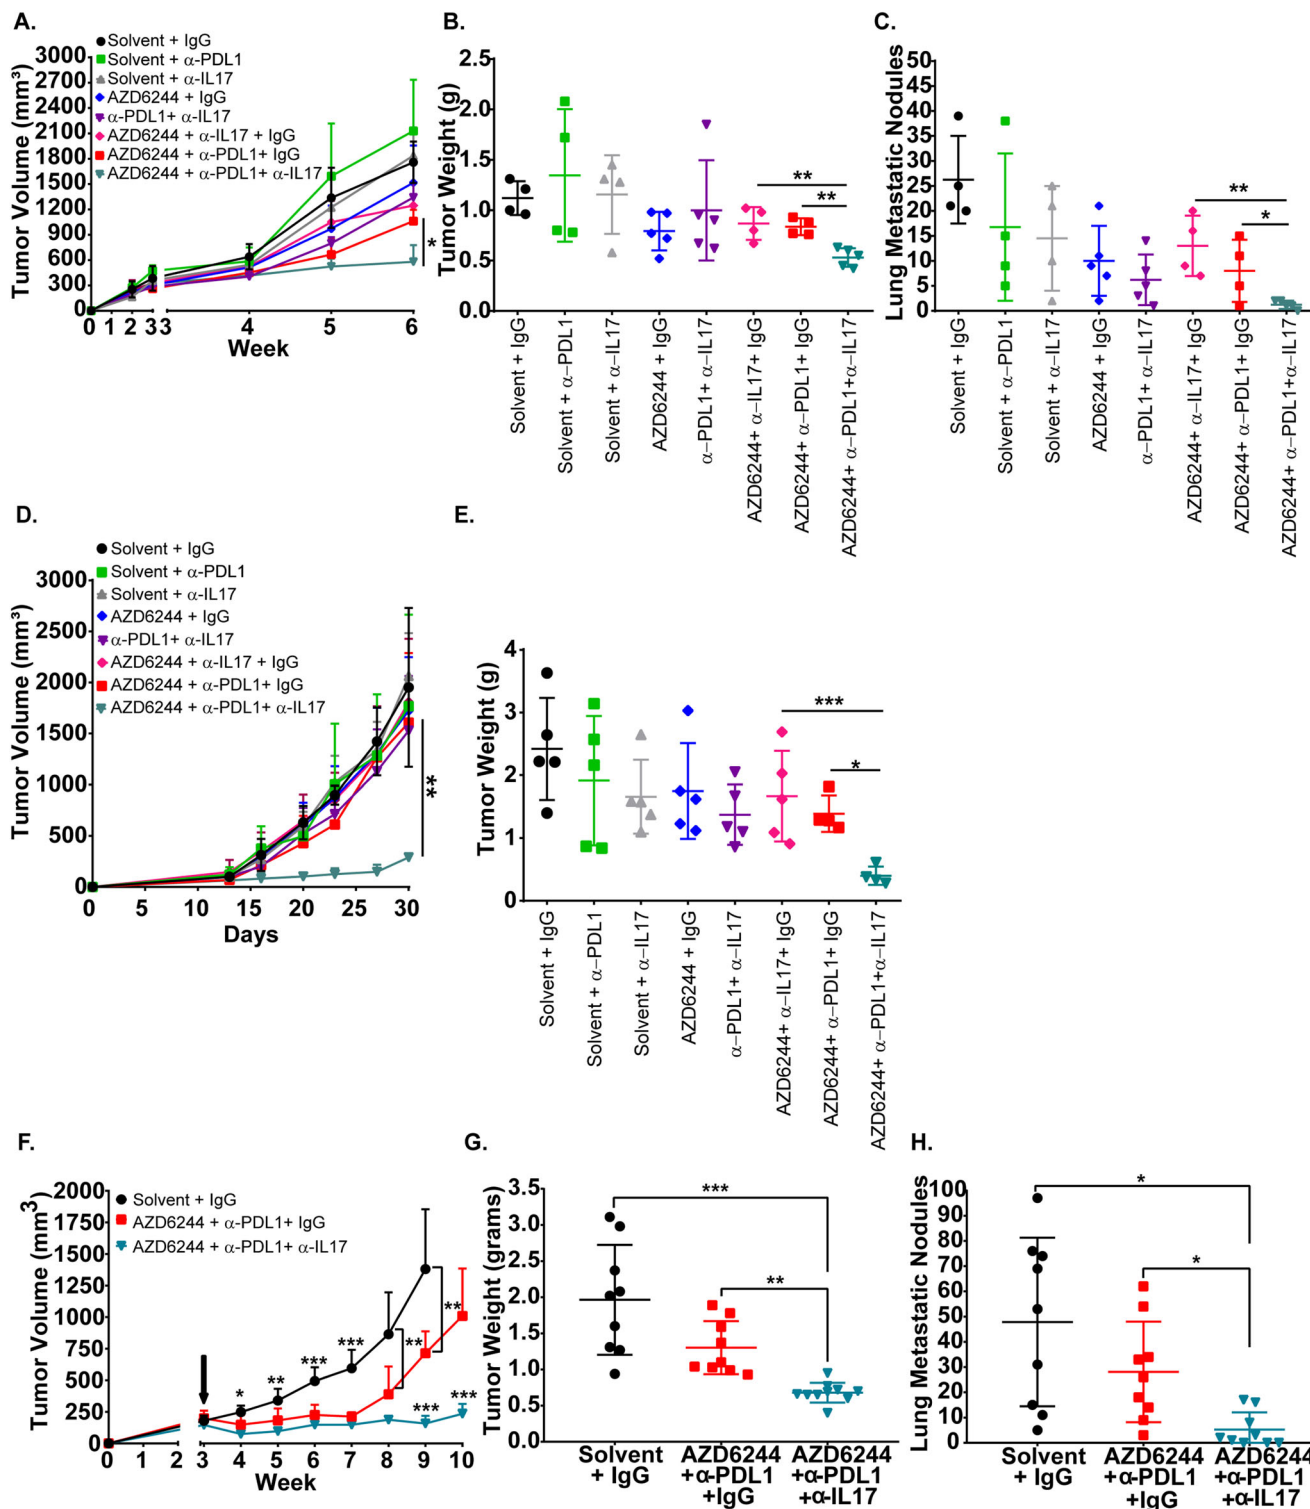 A.
Solvent + IgG
Solvent + α-PDL1
Solvent + α-IL17
AZD6244 + IgG
α-PDL1+ α-IL17
AZD6244 + α-IL17 + IgG
AZD6244 + α-PDL1+ IgG
AZD6244 + α-PDL1+ α-IL17
Tumor Volume (mm³)
3000
2700
2400
2100
1800
1500
1200
900
600
300
0
*
0 1 2 3 3 4 5 6
Week
B.
Tumor Weight (g)
2.5
2.0
1.5
1.0
0.5
0.0
**
**
Solvent + IgG
Solvent + α−PDL1
Solvent + α−IL17
AZD6244 + IgG
α−PDL1+ α−IL17
AZD6244+ α−IL17+ IgG
AZD6244+ α−PDL1+ IgG
AZD6244+ α−PDL1+α−IL17
C.
Lung Metastatic Nodules
50
45
40
35
30
25
20
15
10
5
0
**
*
Solvent + IgG
Solvent + α−PDL1
Solvent + α−IL17
AZD6244 + IgG
α−PDL1+ α−IL17
AZD6244+ α−IL17+ IgG
AZD6244+ α−PDL1+ IgG
AZD6244+ α−PDL1+α−IL17
D.
Solvent + IgG
Solvent + α-PDL1
Solvent + α-IL17
AZD6244 + IgG
α-PDL1+ α-IL17
AZD6244 + α-IL17 + IgG
AZD6244 + α-PDL1+ IgG
AZD6244 + α-PDL1+ α-IL17
Tumor Volume (mm³)
3000
2500
2000
1500
1000
500
0
**
0 5 10 15 20 25 30
Days
E.
Tumor Weight (g)
4
3
2
1
0
***
*
Solvent + IgG
Solvent + α−PDL1
Solvent + α−IL17
AZD6244 + IgG
α−PDL1+ α−IL17
AZD6244+ α−IL17+ IgG
AZD6244+ α−PDL1+ IgG
AZD6244+ α−PDL1+α−IL17
F.
Solvent + IgG
AZD6244 + α-PDL1+ IgG
AZD6244 + α-PDL1+ α-IL17
Tumor Volume (mm³)
2000
1750
1500
1250
1000
750
500
250
0
* ** *** *** ** **
*** ***
0 1 2 3 4 5 6 7 8 9 10
Week
G.
Tumor Weight (grams)
3.5
3.0
2.5
2.0
1.5
1.0
0.5
0.0
***
**
Solvent
+ IgG
AZD6244
+α-PDL1
+IgG
AZD6244
+α-PDL1
+α-IL17
H.
Lung Metastatic Nodules
100
90
80
70
60
50
40
30
20
10
0
*
*
Solvent
+ IgG
AZD6244
+α-PDL1
+IgG
AZD6244
+α-PDL1
+α-IL17